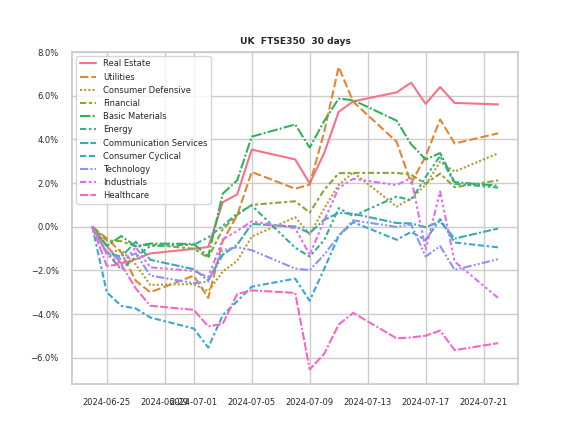 UK FTSE350 30 days
8.0%
6.0%
4.0%
2.0%
0.0%
−2.0%
−4.0%
−6.0%
Real Estate
Utilities
Consumer Defensive
Financial
Basic Materials
Energy
Communication Services
Consumer Cyclical
Technology
Industrials
Healthcare
2024-06-25 2024-06-29 2024-07-01 2024-07-05 2024-07-09 2024-07-13 2024-07-17 2024-07-21